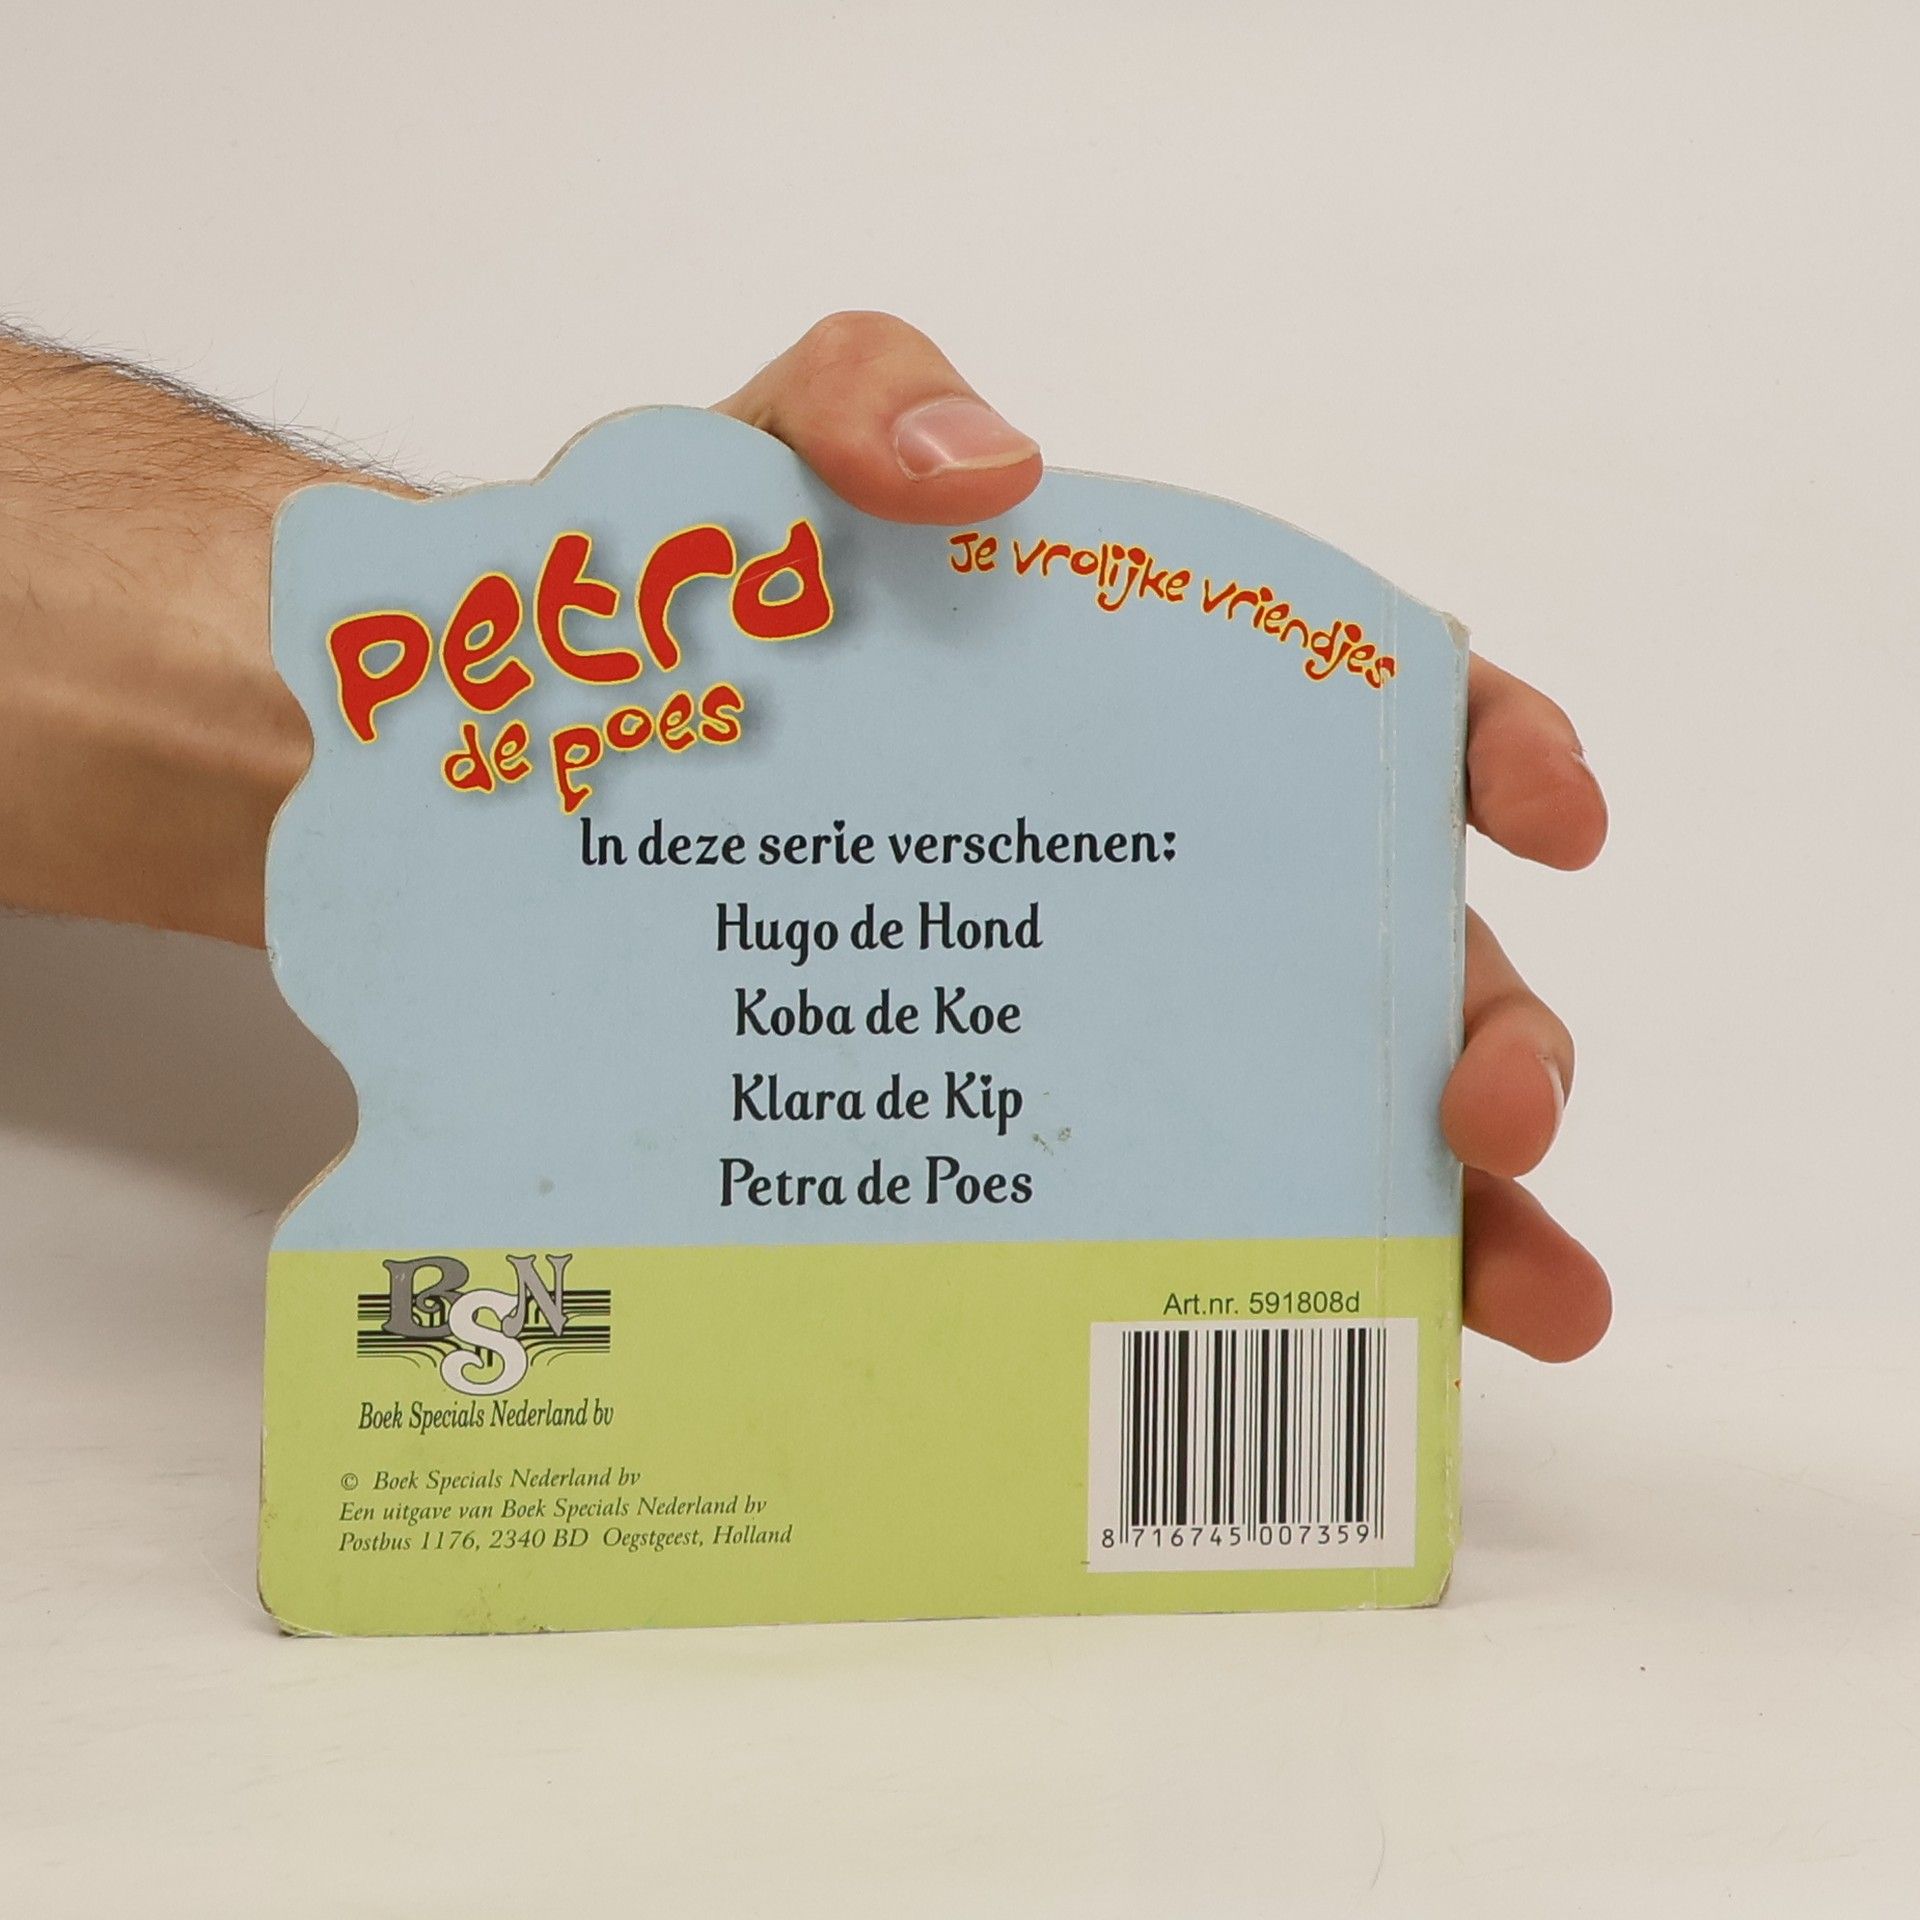 Petra
de poes
Je vrolijke vriendjes
In deze serie verschenen:
Hugo de Hond
Koba de Koe
Klara de Kip
Petra de Poes
BSN
Boek Specials Nederland bv
© Boek Specials Nederland bv
Een uitgave van Boek Specials Nederland bv
Postbus 1176, 2340 BD Oegstgeest, Holland
Art.nr. 591808d
8 716745 007359